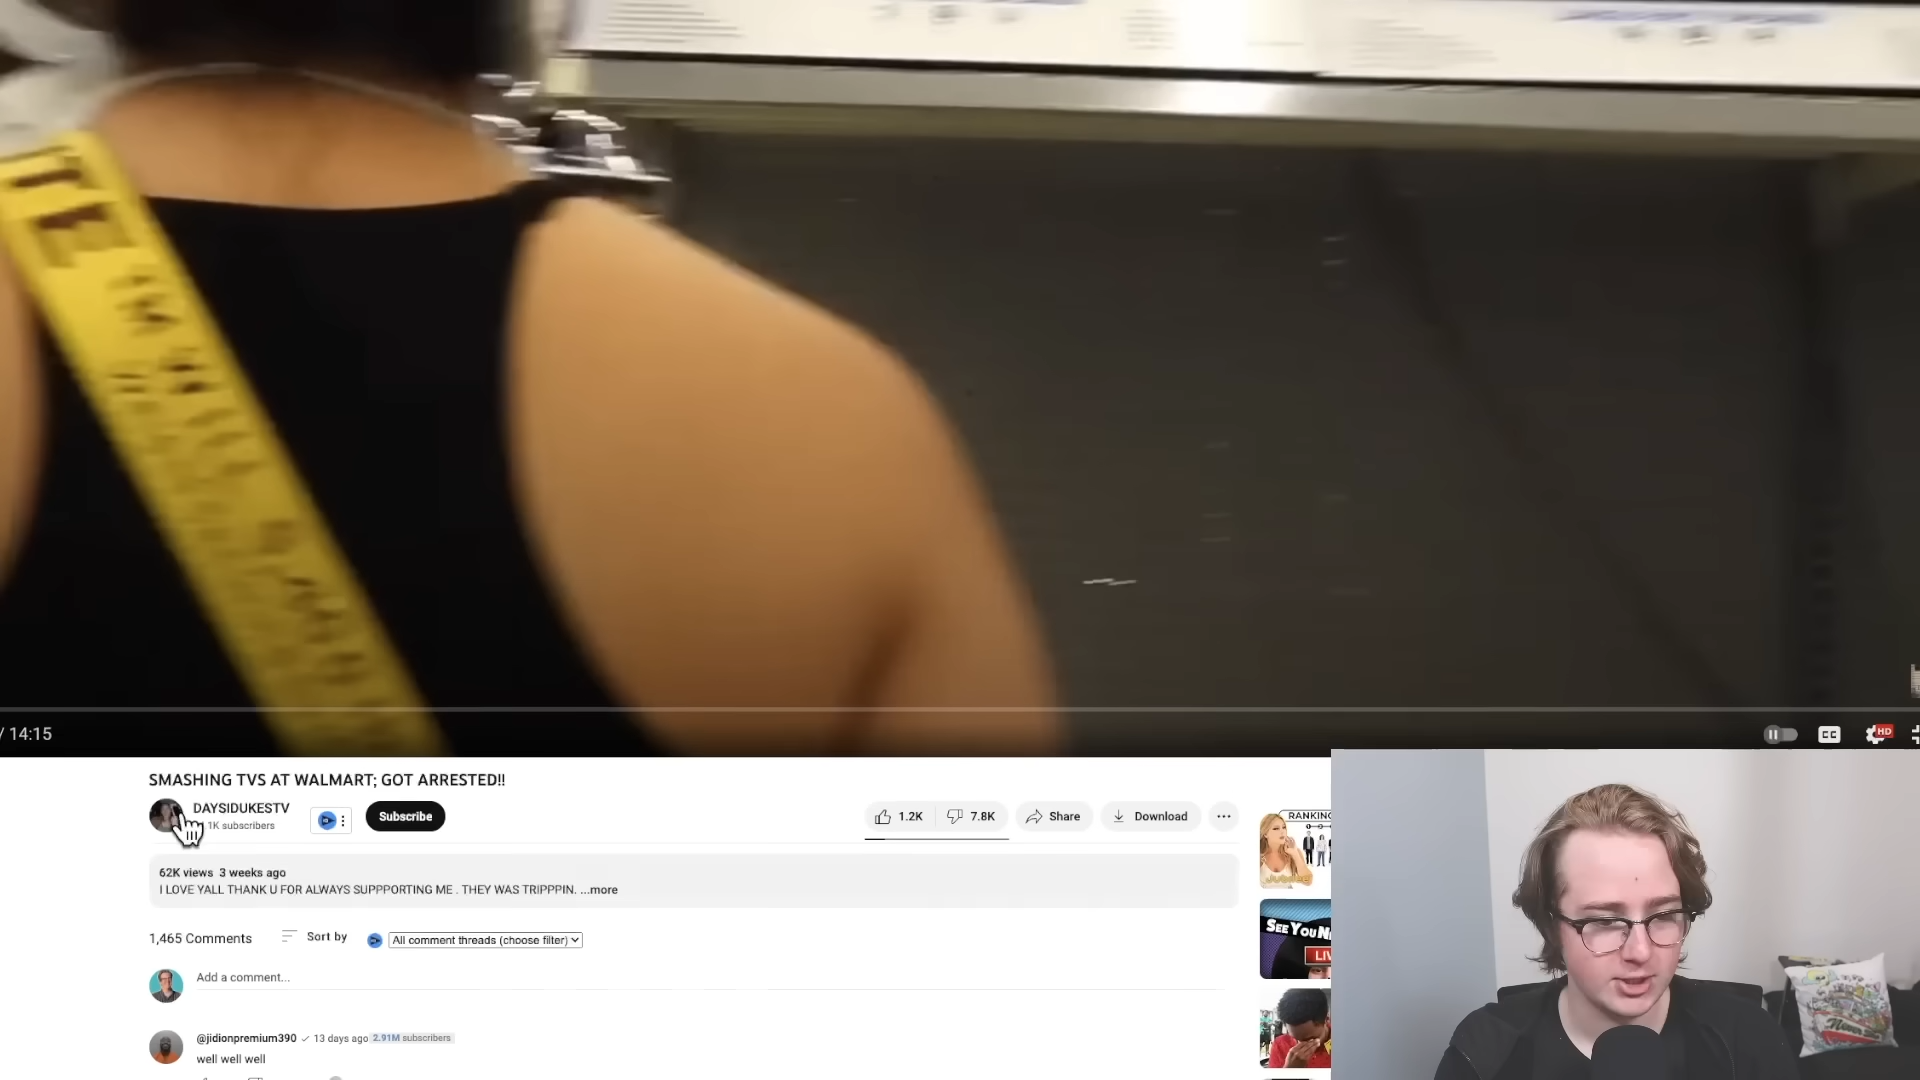 / 14:15
CC
HD
SMASHING TVS AT WALMART; GOT ARRESTED!!
DAYSIDUKESTV
1K subscribers
Subscribe
1.2K
7.8K
Share
Download
62K views 3 weeks ago
I LOVE YALL THANK U FOR ALWAYS SUPPPORTING ME . THEY WAS TRIPPPIN. ...more
1,465 Comments
Sort by
All comment threads (choose filter)
Add a comment...
@jidionpremium390
13 days ago
2.91M subscribers
well well well
RANKING
SEE YOU N
LIV